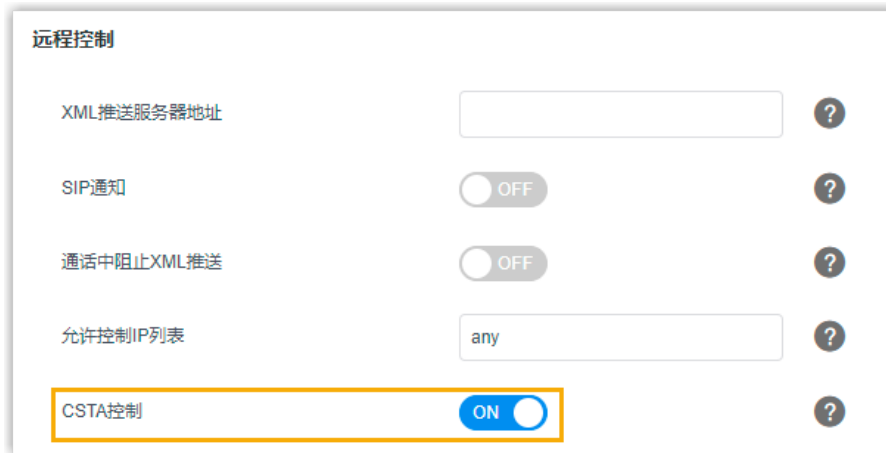 远程控制
XML推送服务器地址 ?
SIP通知 OFF ?
通话中阻止XML推送 OFF ?
允许控制IP列表 any ?
CSTA控制 ON ?